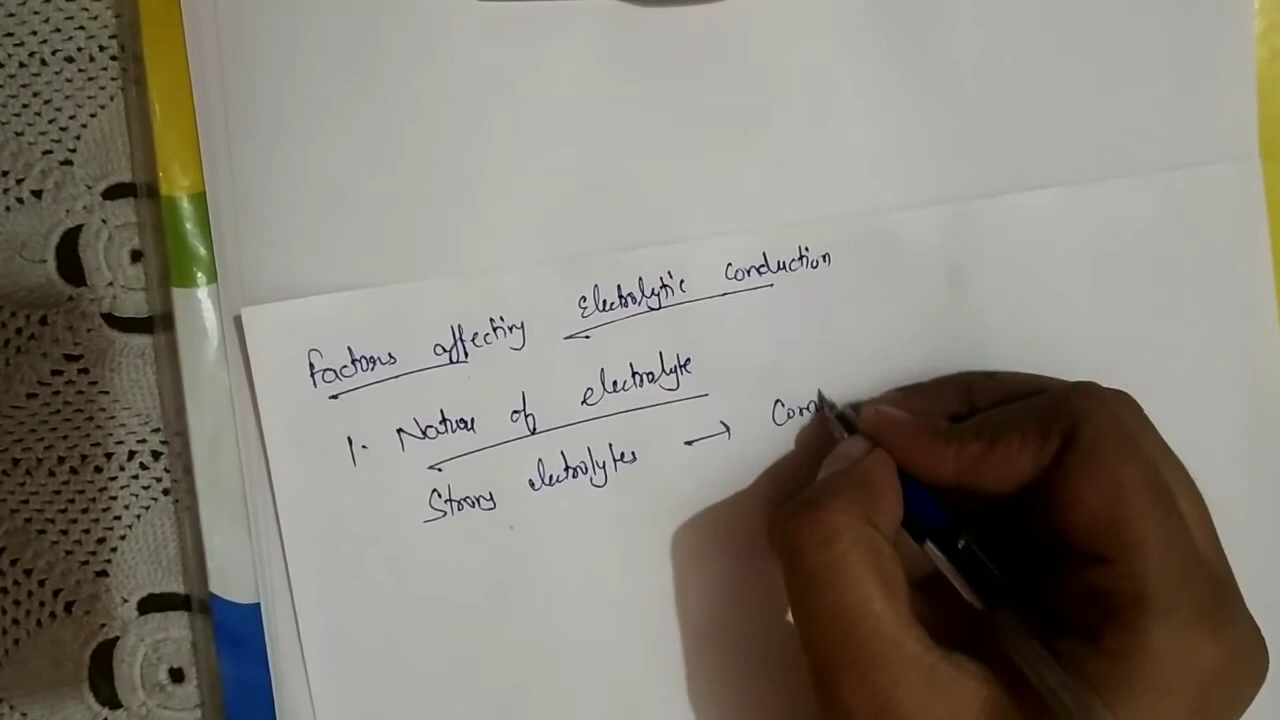 Factors affecting Electrolytic conduction
1. Nature of electrolyte
Strong electrolytes → Com